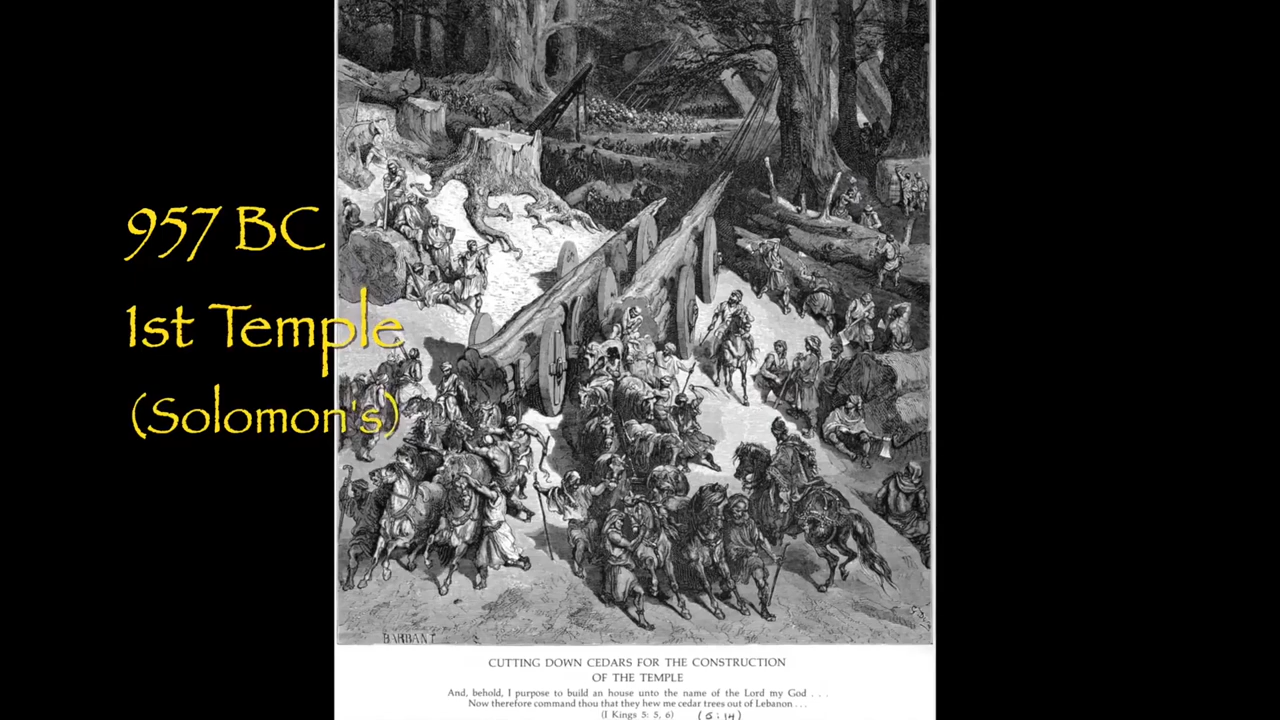 957 BC
1st Temple
(Solomon's)
BARBANT
CUTTING DOWN CEDARS FOR THE CONSTRUCTION
OF THE TEMPLE
And, behold, I purpose to build an house unto the name of the Lord my God . . .
Now therefore command thou that they hew me cedar trees out of Lebanon . . .
(I Kings 5: 5, 6) (5:14)